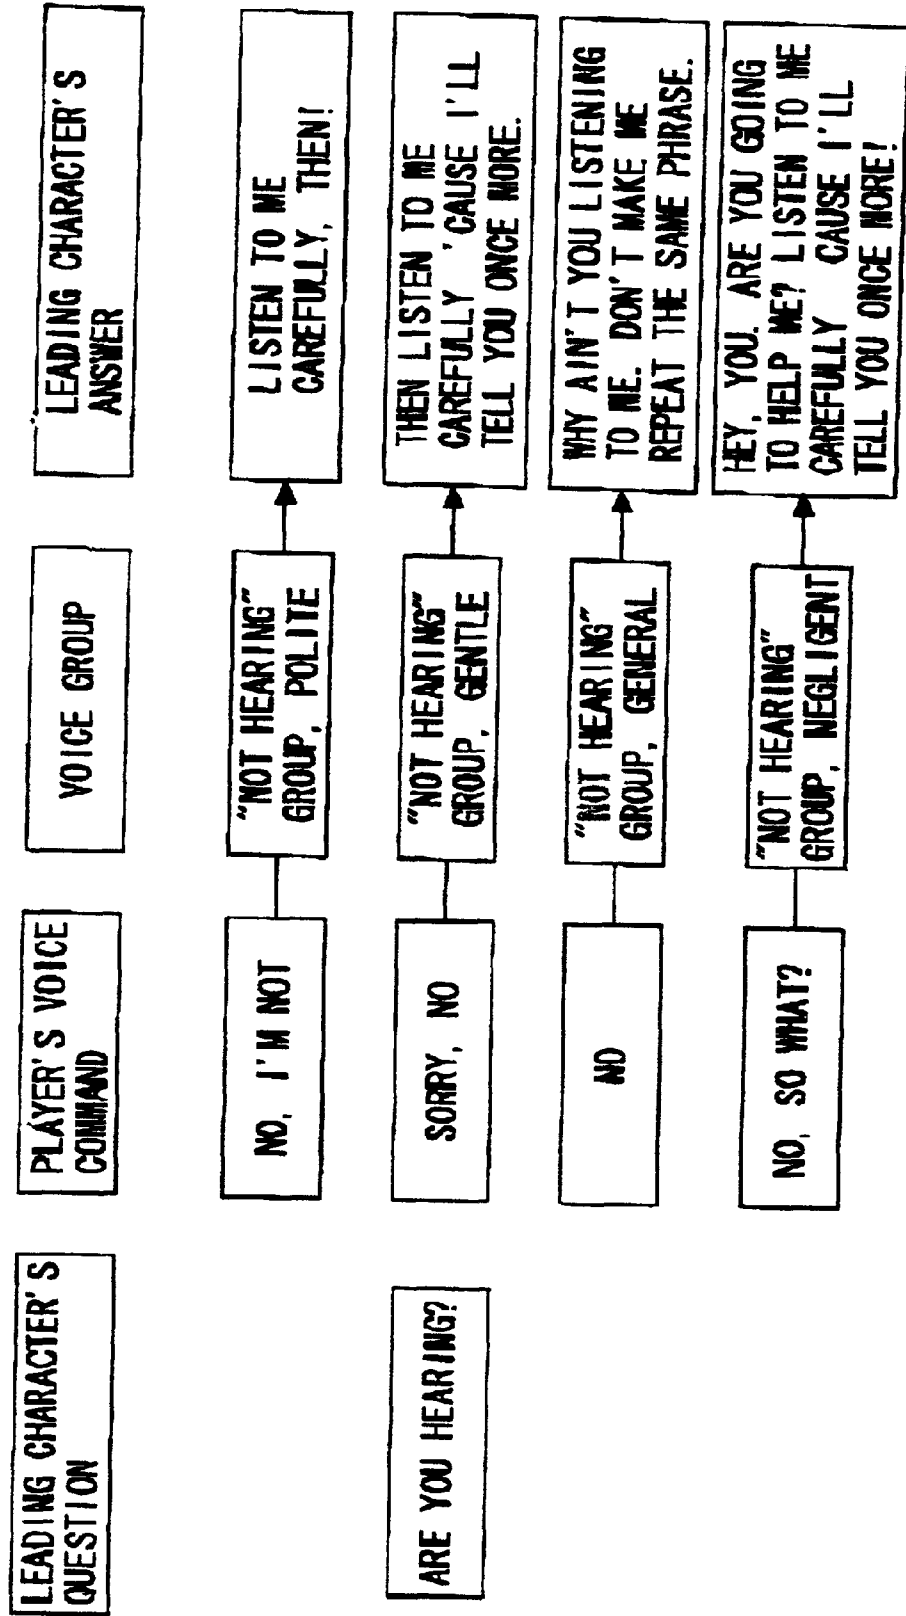 LEADING CHARACTER'S
QUESTION
PLAYER'S VOICE
COMMAND
VOICE GROUP
LEADING CHARACTER'S
ANSWER
ARE YOU HEARING?
NO, I'M NOT
"NOT HEARING"
GROUP, POLITE
LISTEN TO ME
CAREFULLY, THEN!
SORRY, NO
"NOT HEARING"
GROUP, GENTLE
THEN LISTEN TO ME
CAREFULLY 'CAUSE I'LL
TELL YOU ONCE MORE.
NO
"NOT HEARING"
GROUP, GENERAL
WHY AIN'T YOU LISTENING
TO ME. DON'T MAKE ME
REPEAT THE SAME PHRASE.
NO, SO WHAT?
"NOT HEARING"
GROUP, NEGLIGENT
HEY, YOU. ARE YOU GOING
TO HELP ME? LISTEN TO ME
CAREFULLY CAUSE I'LL
TELL YOU ONCE MORE!